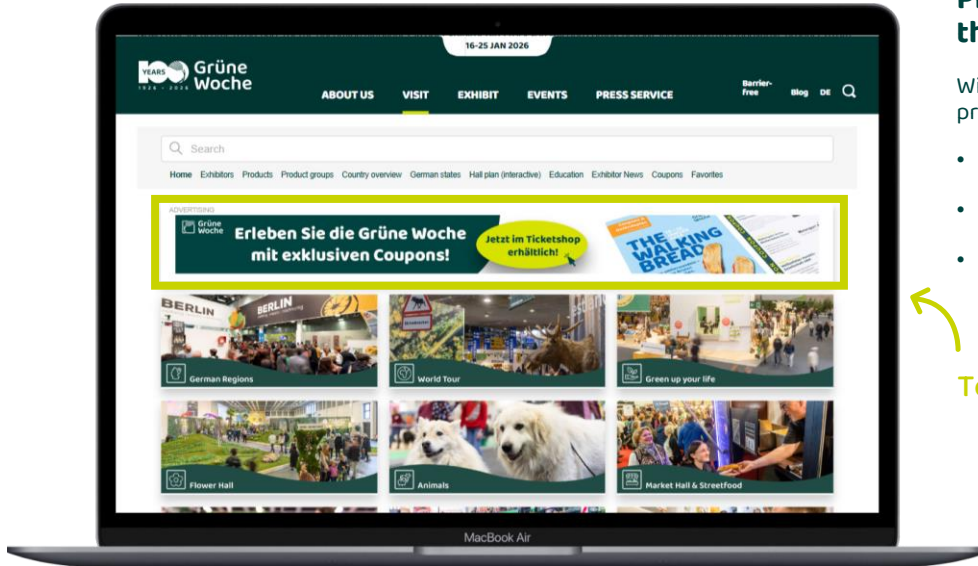 16-25 JAN 2026
YEARS
1926 - 2026
Grüne
Woche
ABOUT US VISIT EXHIBIT EVENTS PRESS SERVICE
Barrier-
free
Blog DE
Search
Home Exhibitors Products Product groups Country overview German states Hall plan (interactive) Education Exhibitor News Coupons Favorites
ADVERTISING
Grüne
Woche
Erleben Sie die Grüne Woche
mit exklusiven Coupons!
Jetzt im Ticketshop
erhältlich!
THE
WALKING
BREAD
BERLIN
BERLIN
German Regions
World Tour
Green up your life
Flower Hall
Animals
Market Hall & Streetfood
MacBook Air
th
Wi
pr
•
•
•